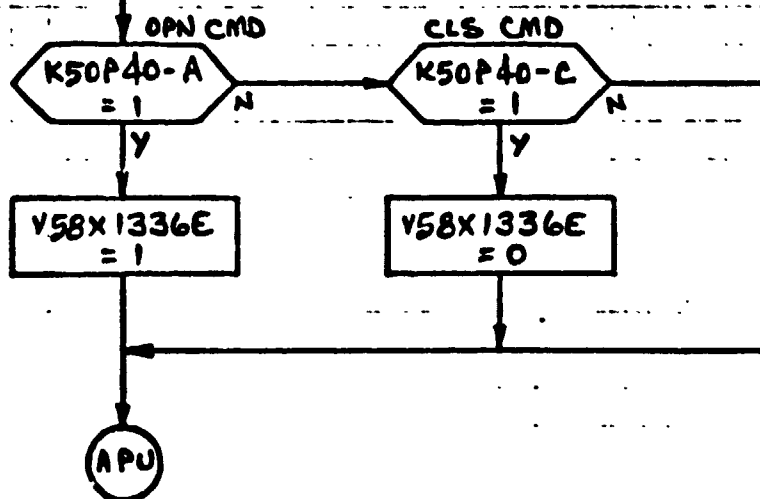 OPN CMD
K50P40-A
= 1
N
Y
V58X1336E
= 1
CLS CMD
K50P40-C
= 1
N
Y
V58X1336E
= 0
APU